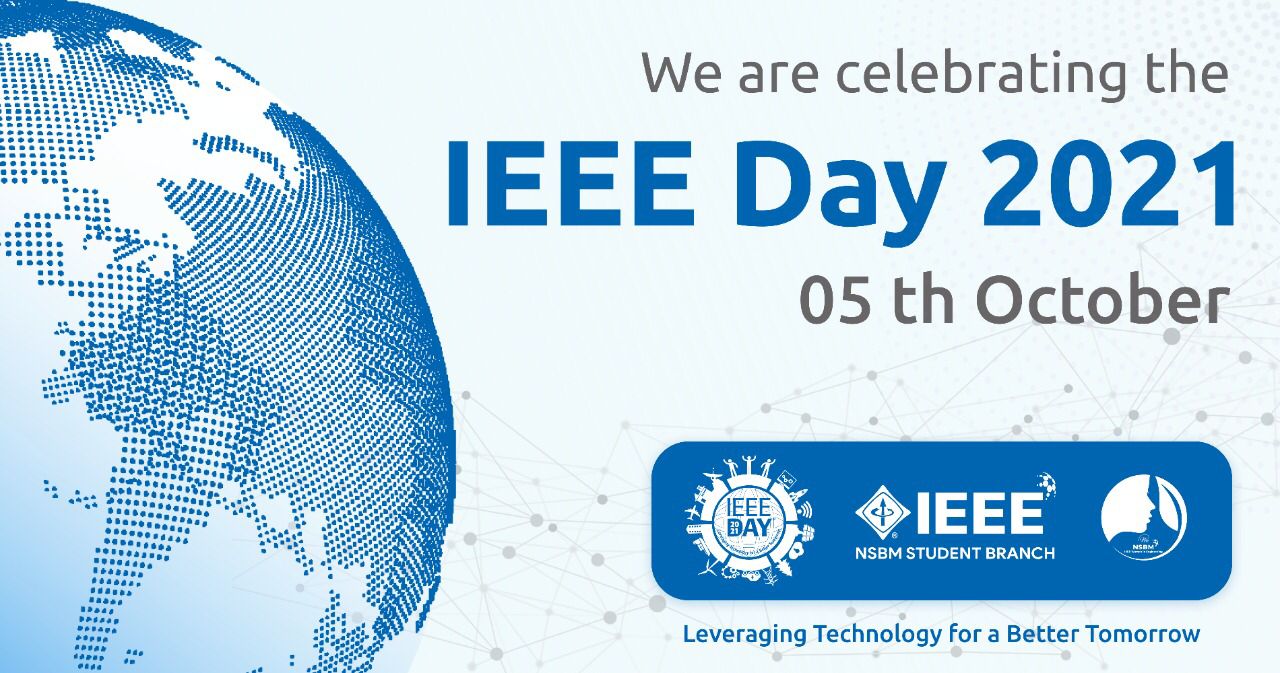 We are celebrating the
IEEE Day 2021
05 th October
IEEE
2021 DAY
IEEE
NSBM STUDENT BRANCH
NSBM
Leveraging Technology for a Better Tomorrow